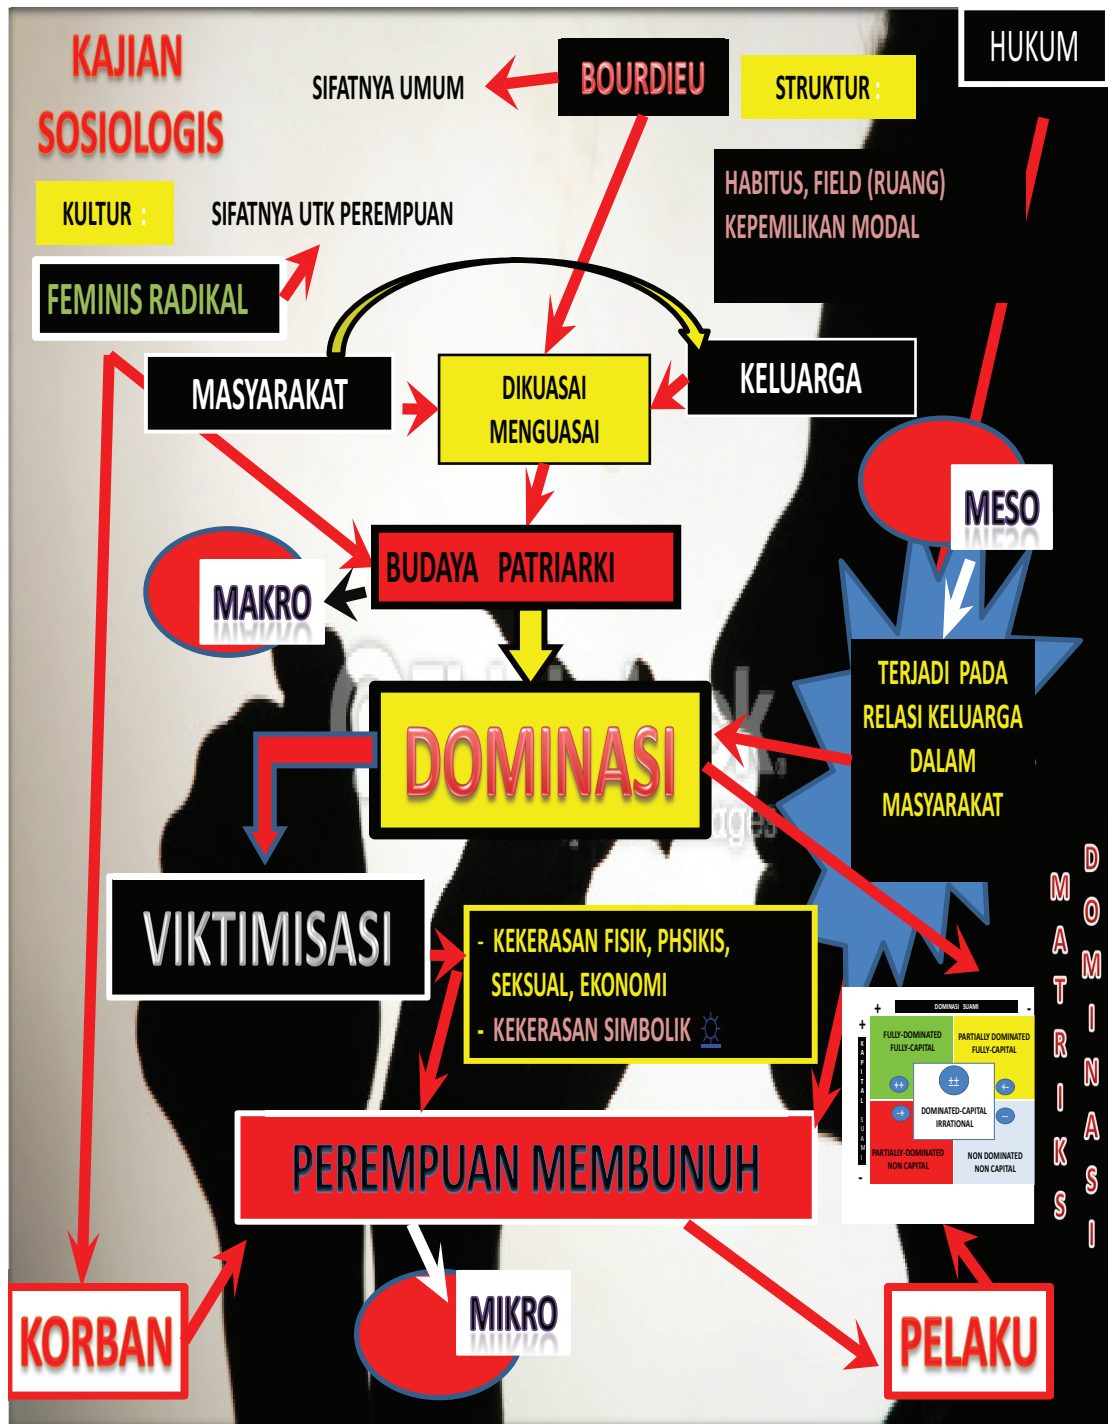 KAJIAN
SOSIOLOGIS
SIFATNYA UMUM
BOURDIEU
STRUKTUR :
HUKUM
HABITUS, FIELD (RUANG)
KEPEMILIKAN MODAL
KULTUR :
SIFATNYA UTK PEREMPUAN
FEMINIS RADIKAL
MASYARAKAT
DIKUASAI
MENGUASAI
KELUARGA
MESO
BUDAYA PATRIARKI
MAKRO
TERJADI PADA
RELASI KELUARGA
DALAM
MASYARAKAT
DOMINASI
ages
VIKTIMISASI
- KEKERASAN FISIK, PHSIKIS,
SEKSUAL, EKONOMI
- KEKERASAN SIMBOLIK
MATRIKS
DOMINASI
+ DOMINASI SUAMI -
+
KAPITAL SUAMI
-
FULLY-DOMINATED
FULLY-CAPITAL
PARTIALLY DOMINATED
FULLY-CAPITAL
++
±±
+-
-+
--
DOMINATED-CAPITAL
IRRATIONAL
PARTIALLY-DOMINATED
NON CAPITAL
NON DOMINATED
NON CAPITAL
PEREMPUAN MEMBUNUH
KORBAN
MIKRO
PELAKU